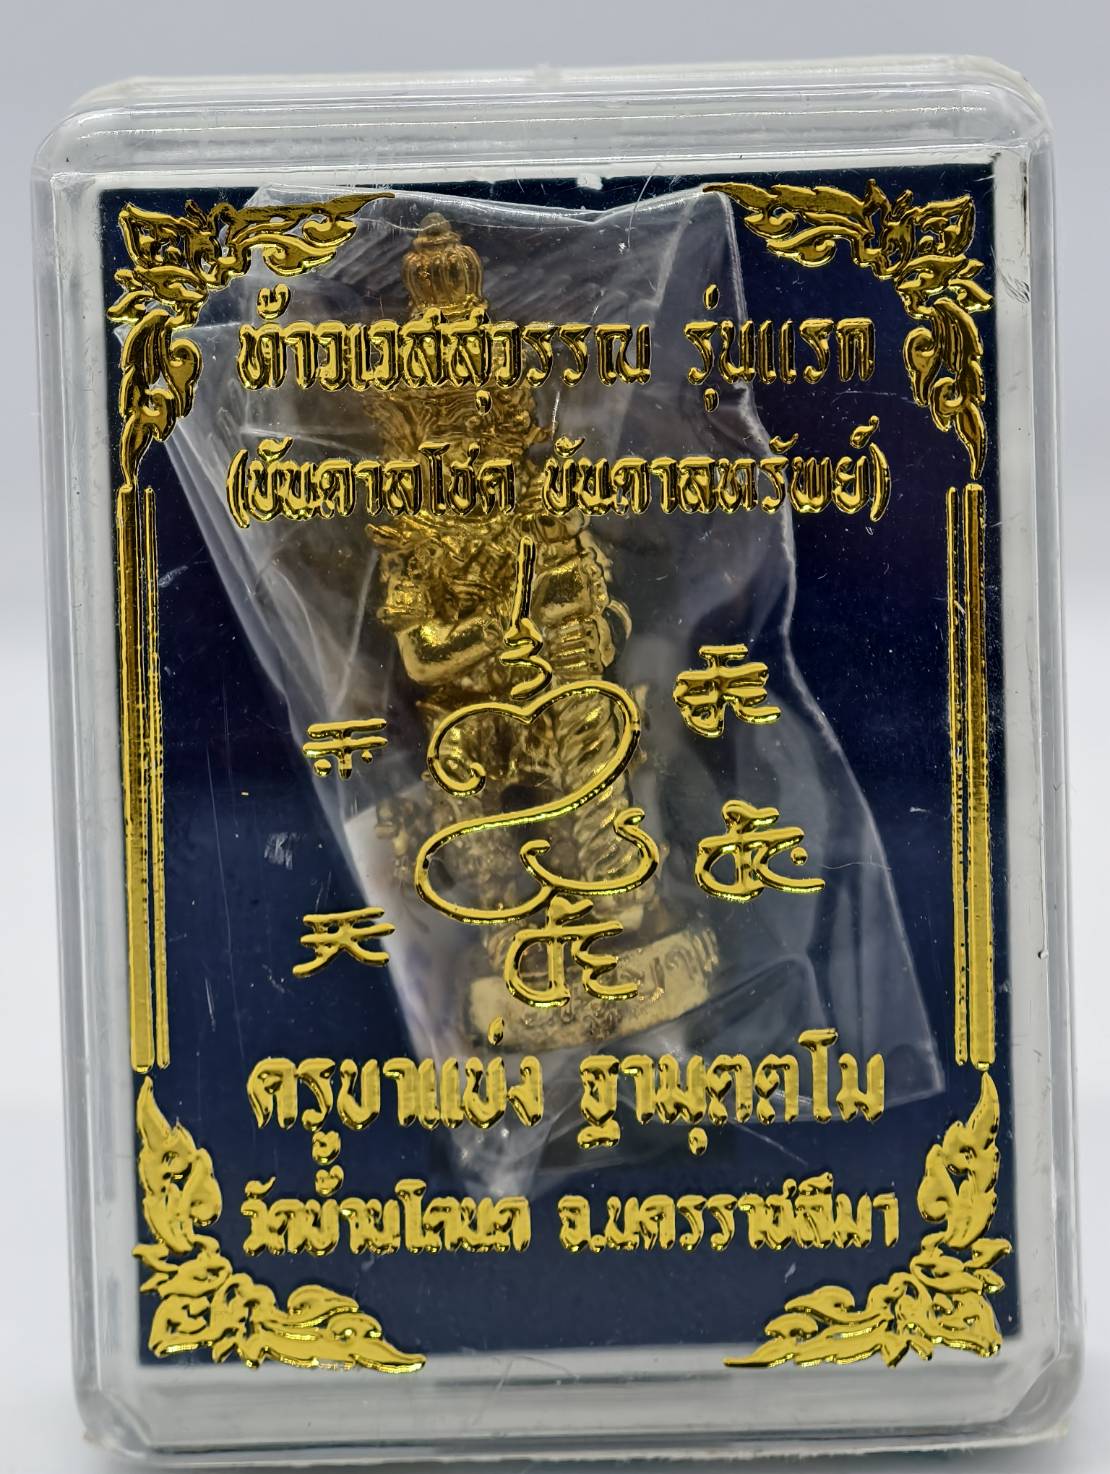 ท้าวเวสสุวรรณ รุ่นแรก
(บันดาลโชค บันดาลทรัพย์)
ครูบาแบ่ง ฐามุตตโม
วัดบ้านโตนด จ.นครราชสีมา